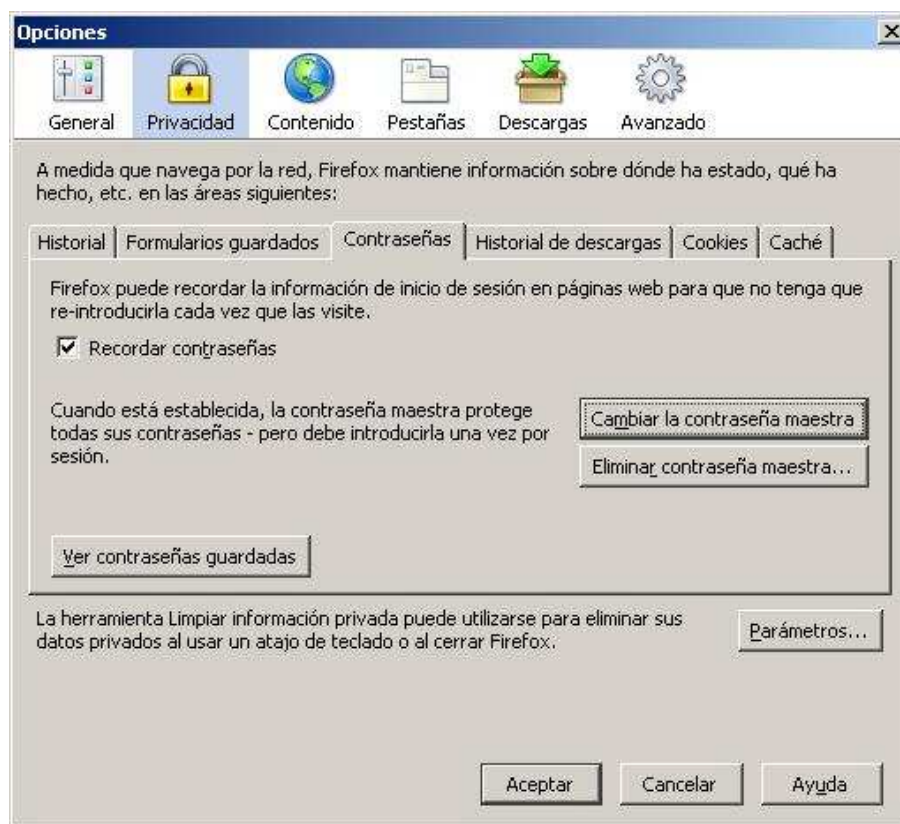 Opciones
General Privacidad Contenido Pestañas Descargas Avanzado
A medida que navega por la red, Firefox mantiene información sobre dónde ha estado, qué ha
hecho, etc. en las áreas siguientes:
Historial Formularios guardados Contraseñas Historial de descargas Cookies Caché
Firefox puede recordar la información de inicio de sesión en páginas web para que no tenga que
re-introducirla cada vez que las visite.
Recordar contraseñas
Cuando está establecida, la contraseña maestra protege
todas sus contraseñas - pero debe introducirla una vez por
sesión.
Cambiar la contraseña maestra
Eliminar contraseña maestra...
Ver contraseñas guardadas
La herramienta Limpiar información privada puede utilizarse para eliminar sus
datos privados al usar un atajo de teclado o al cerrar Firefox.
Parámetros...
Aceptar Cancelar Ayuda